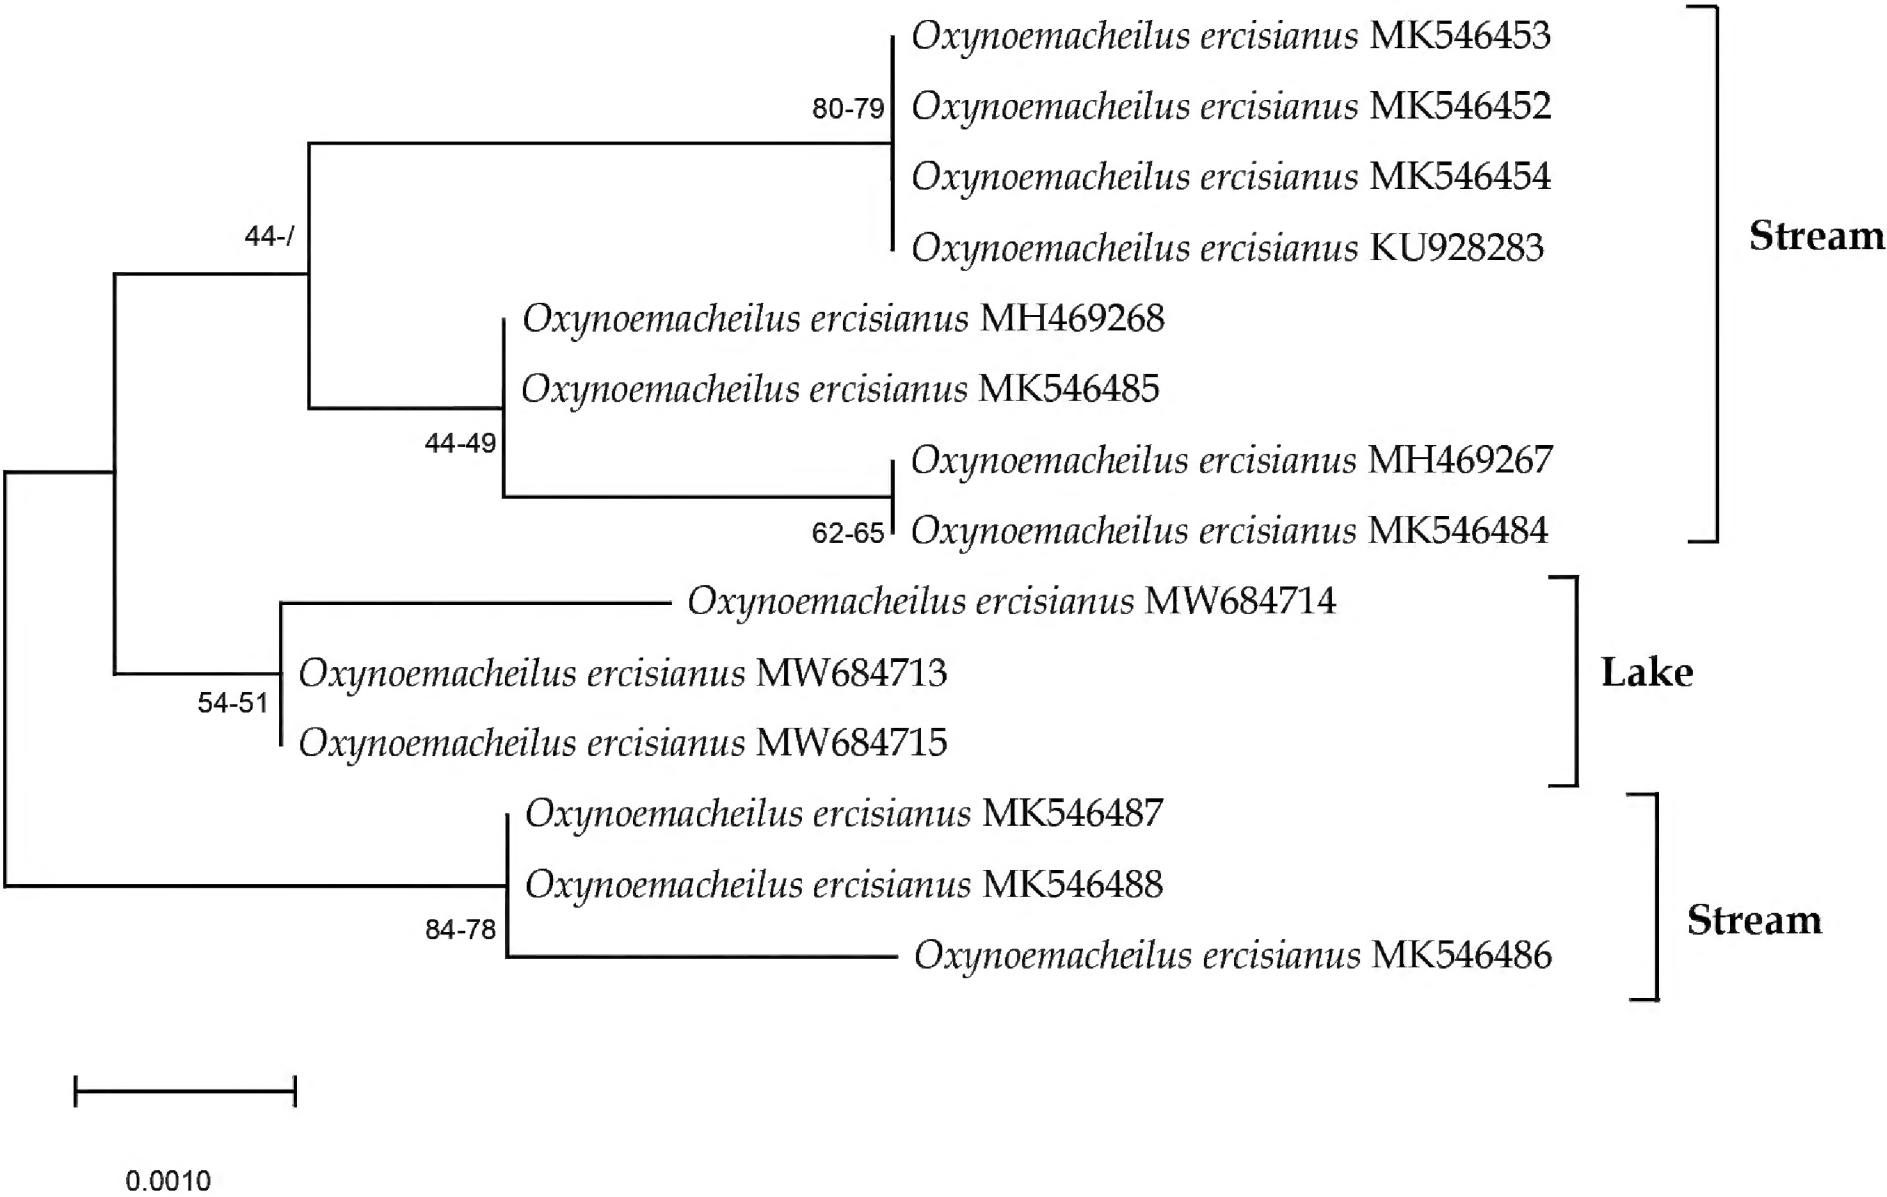 Oxynoemacheilus ercisianus MK546453
80-79
Oxynoemacheilus ercisianus MK546452
Oxynoemacheilus ercisianus MK546454
44-/
Oxynoemacheilus ercisianus KU928283
Stream
Oxynoemacheilus ercisianus MH469268
Oxynoemacheilus ercisianus MK546485
44-49
Oxynoemacheilus ercisianus MH469267
62-65
Oxynoemacheilus ercisianus MK546484
Oxynoemacheilus ercisianus MW684714
Oxynoemacheilus ercisianus MW684713
Lake
54-51
Oxynoemacheilus ercisianus MW684715
Oxynoemacheilus ercisianus MK546487
Oxynoemacheilus ercisianus MK546488
84-78
Stream
Oxynoemacheilus ercisianus MK546486
0.0010